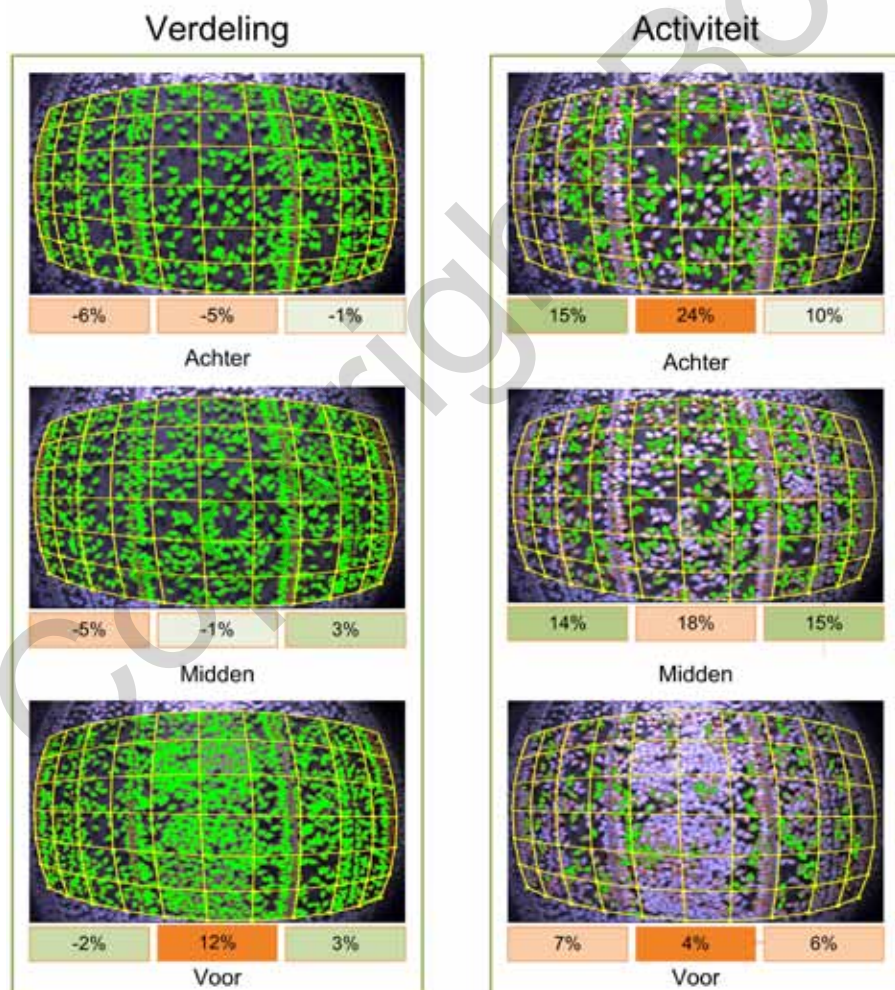 Verdeling
-6% -5% -1%
Achter
-5% -1% 3%
Midden
-2% 12% 3%
Voor
Activiteit
15% 24% 10%
Achter
14% 18% 15%
Midden
7% 4% 6%
Voor